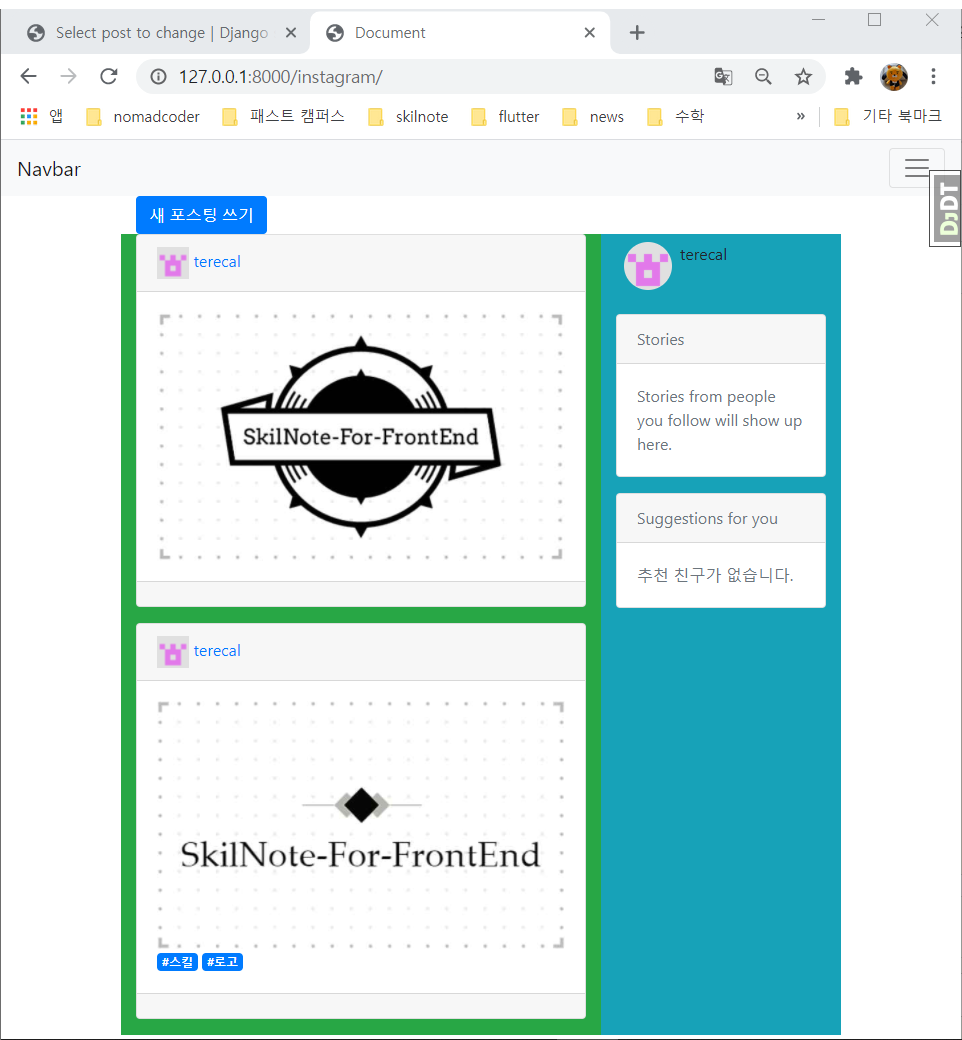 Select post to change | Django
Document
127.0.0.1:8000/instagram/
앱
nomadcoder
패스트 캠퍼스
skilnote
flutter
news
수학
»
기타 북마크
Navbar
DjDT
새 포스팅 쓰기
terecal
SkilNote-For-FrontEnd
terecal
SkilNote-For-FrontEnd
#스킬 #로고
terecal
Stories
Stories from people
you follow will show up
here.
Suggestions for you
추천 친구가 없습니다.